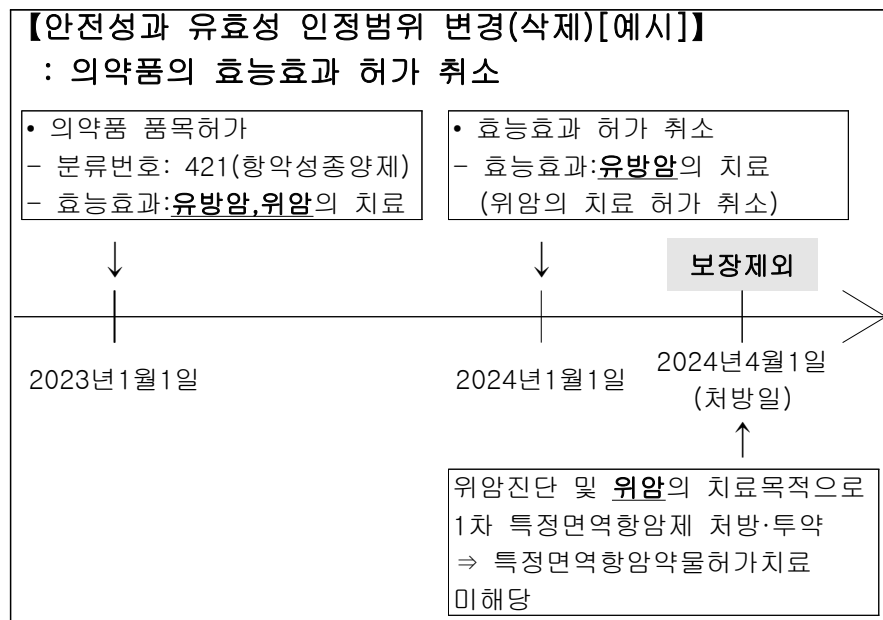 【안전성과 유효성 인정범위 변경(삭제)[예시]】
: 의약품의 효능효과 허가 취소
• 의약품 품목허가
- 분류번호: 421(항악성종양제)
- 효능효과:유방암,위암의 치료
• 효능효과 허가 취소
- 효능효과:유방암의 치료
(위암의 치료 허가 취소)
보장제외
2023년1월1일
2024년1월1일
2024년4월1일
(처방일)
위암진단 및 위암의 치료목적으로
1차 특정면역항암제 처방·투약
⇒ 특정면역항암약물허가치료
미해당